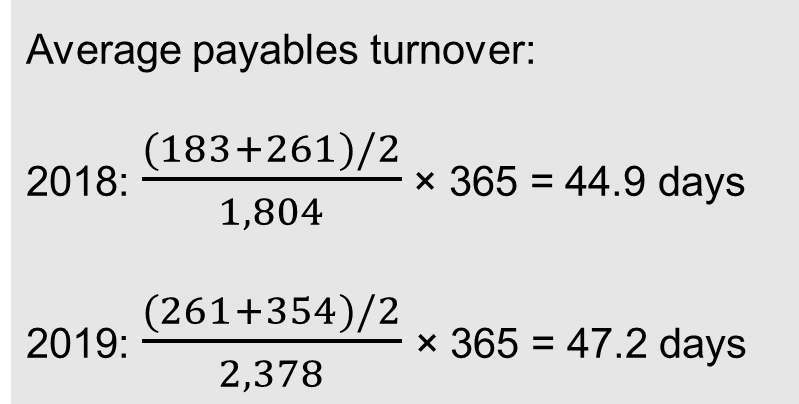 Average payables turnover:
2018: (183+261)/2
1,804
× 365 = 44.9 days
2019: (261+354)/2
2,378
× 365 = 47.2 days